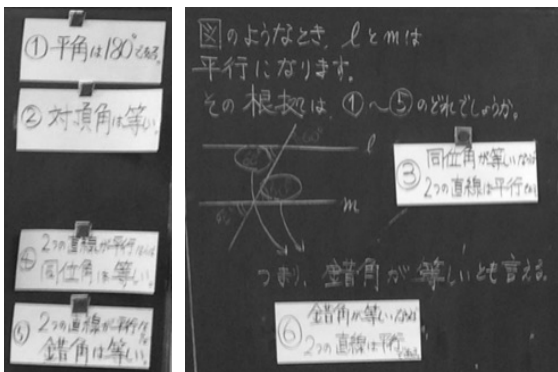 ①平角は180°である。
②対頂角は等しい。
④2つの直線が平行ならば
同位角は等しい。
⑤2つの直線が平行なら
錯角は等しい。
図のようなとき、lとmは
平行になります。
その根拠は、①〜⑤のどれでしょうか。
l
m
③同位角が等しいならば
2つの直線は平行である
つまり、錯角が等しいとも言える。
⑥錯角が等しいならば
2つの直線は平行である